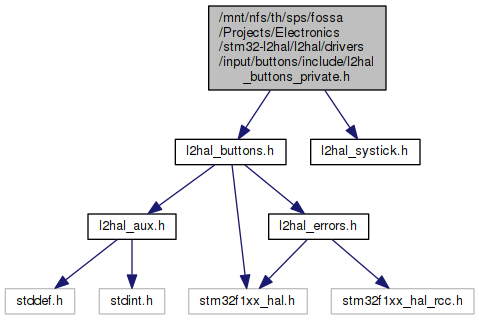 /mnt/nfs/th/sps/fossa
/Projects/Electronics
/stm32-l2hal/l2hal/drivers
/input/buttons/include/l2hal
_buttons_private.h
l2hal_buttons.h
l2hal_systick.h
l2hal_aux.h
l2hal_errors.h
stddef.h
stdint.h
stm32f1xx_hal.h
stm32f1xx_hal_rcc.h